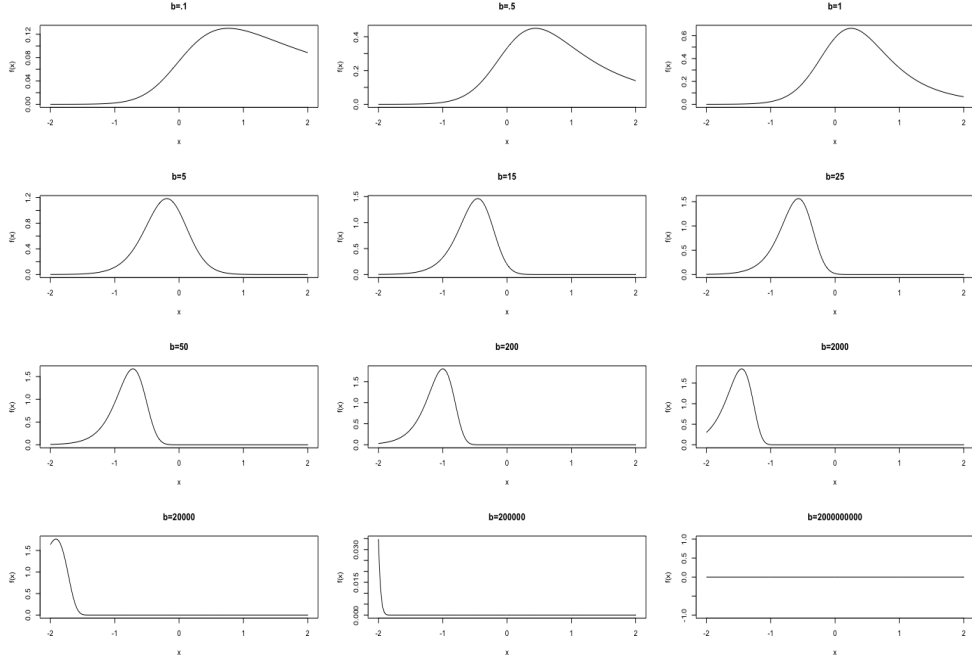 b=.1
f(x)
0.00 0.04 0.08 0.12
-2 -1 0 1 2
x
b=.5
f(x)
0.0 0.2 0.4
-2 -1 0 1 2
x
b=1
f(x)
0.0 0.2 0.4 0.6
-2 -1 0 1 2
x
b=5
f(x)
0.0 0.4 0.8 1.2
-2 -1 0 1 2
x
b=15
f(x)
0.0 0.5 1.0 1.5
-2 -1 0 1 2
x
b=25
f(x)
0.0 0.5 1.0 1.5
-2 -1 0 1 2
x
b=50
f(x)
0.0 0.5 1.0 1.5
-2 -1 0 1 2
x
b=200
f(x)
0.0 0.5 1.0 1.5
-2 -1 0 1 2
x
b=2000
f(x)
0.0 0.5 1.0 1.5
-2 -1 0 1 2
x
b=20000
f(x)
0.0 0.5 1.0 1.5
-2 -1 0 1 2
x
b=200000
f(x)
0.000 0.015 0.030
-2 -1 0 1 2
x
b=2000000000
f(x)
-1.0 0.0 0.5 1.0
-2 -1 0 1 2
x